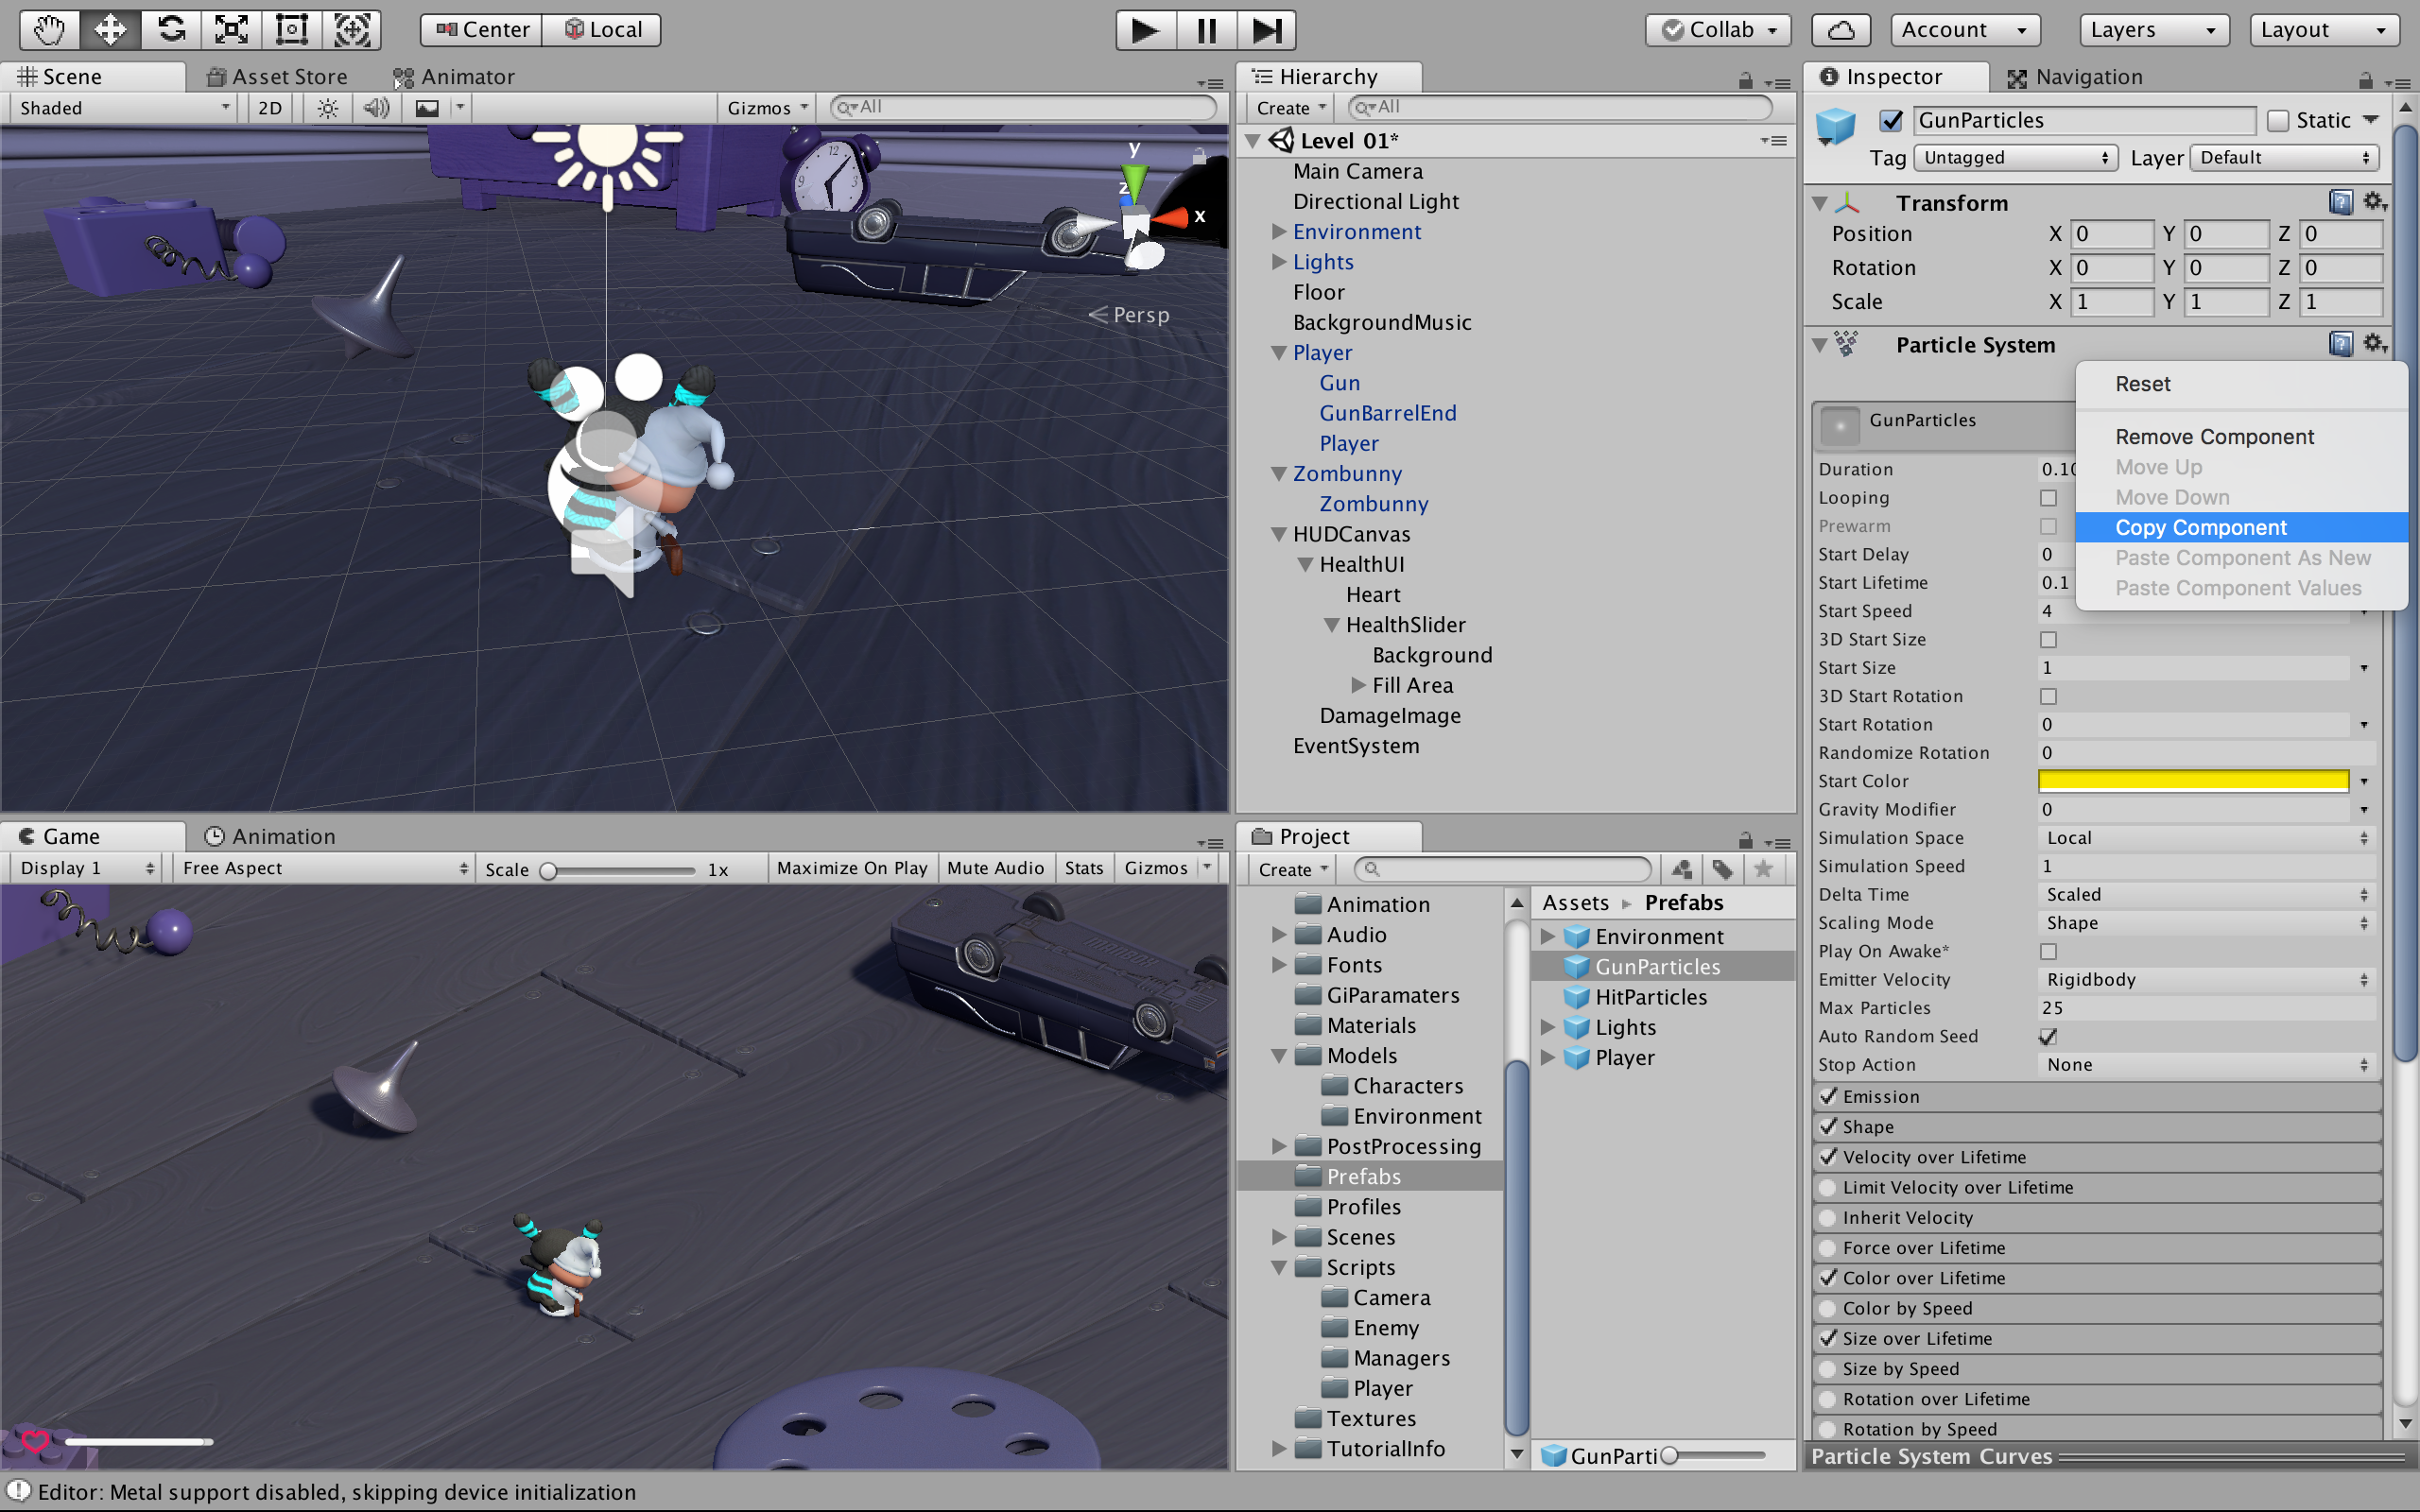 Center Local Collab Account Layers Layout
Scene Asset Store Animator
Shaded 2D Gizmos All
y
z
x
Persp
12
3
9
Hierarchy
Create All
Level 01*
Main Camera
Directional Light
Environment
Lights
Floor
BackgroundMusic
Player
Gun
GunBarrelEnd
Player
Zombunny
Zombunny
HUDCanvas
HealthUI
Heart
HealthSlider
Background
Fill Area
DamageImage
EventSystem
Game Animation
Display 1 Free Aspect Scale 1x Maximize On Play Mute Audio Stats Gizmos
Project
Create
Animation
Audio
Fonts
GiParamaters
Materials
Models
Characters
Environment
PostProcessing
Prefabs
Profiles
Scenes
Scripts
Camera
Enemy
Managers
Player
Textures
TutorialInfo
Assets Prefabs
Environment
GunParticles
HitParticles
Lights
Player
GunParti
Inspector Navigation
GunParticles Static
Tag Untagged Layer Default
Transform
Position X 0 Y 0 Z 0
Rotation X 0 Y 0 Z 0
Scale X 1 Y 1 Z 1
Particle System
Reset
Remove Component
Move Up
Move Down
Copy Component
Paste Component As New
Paste Component Values
GunParticles
Duration 0.10
Looping
Prewarm
Start Delay 0
Start Lifetime 0.1
Start Speed 4
3D Start Size
Start Size 1
3D Start Rotation
Start Rotation 0
Randomize Rotation 0
Start Color
Gravity Modifier 0
Simulation Space Local
Simulation Speed 1
Delta Time Scaled
Scaling Mode Shape
Play On Awake*
Emitter Velocity Rigidbody
Max Particles 25
Auto Random Seed
Stop Action None
Emission
Shape
Velocity over Lifetime
Limit Velocity over Lifetime
Inherit Velocity
Force over Lifetime
Color over Lifetime
Color by Speed
Size over Lifetime
Size by Speed
Rotation over Lifetime
Rotation by Speed
Particle System Curves
Editor: Metal support disabled, skipping device initialization